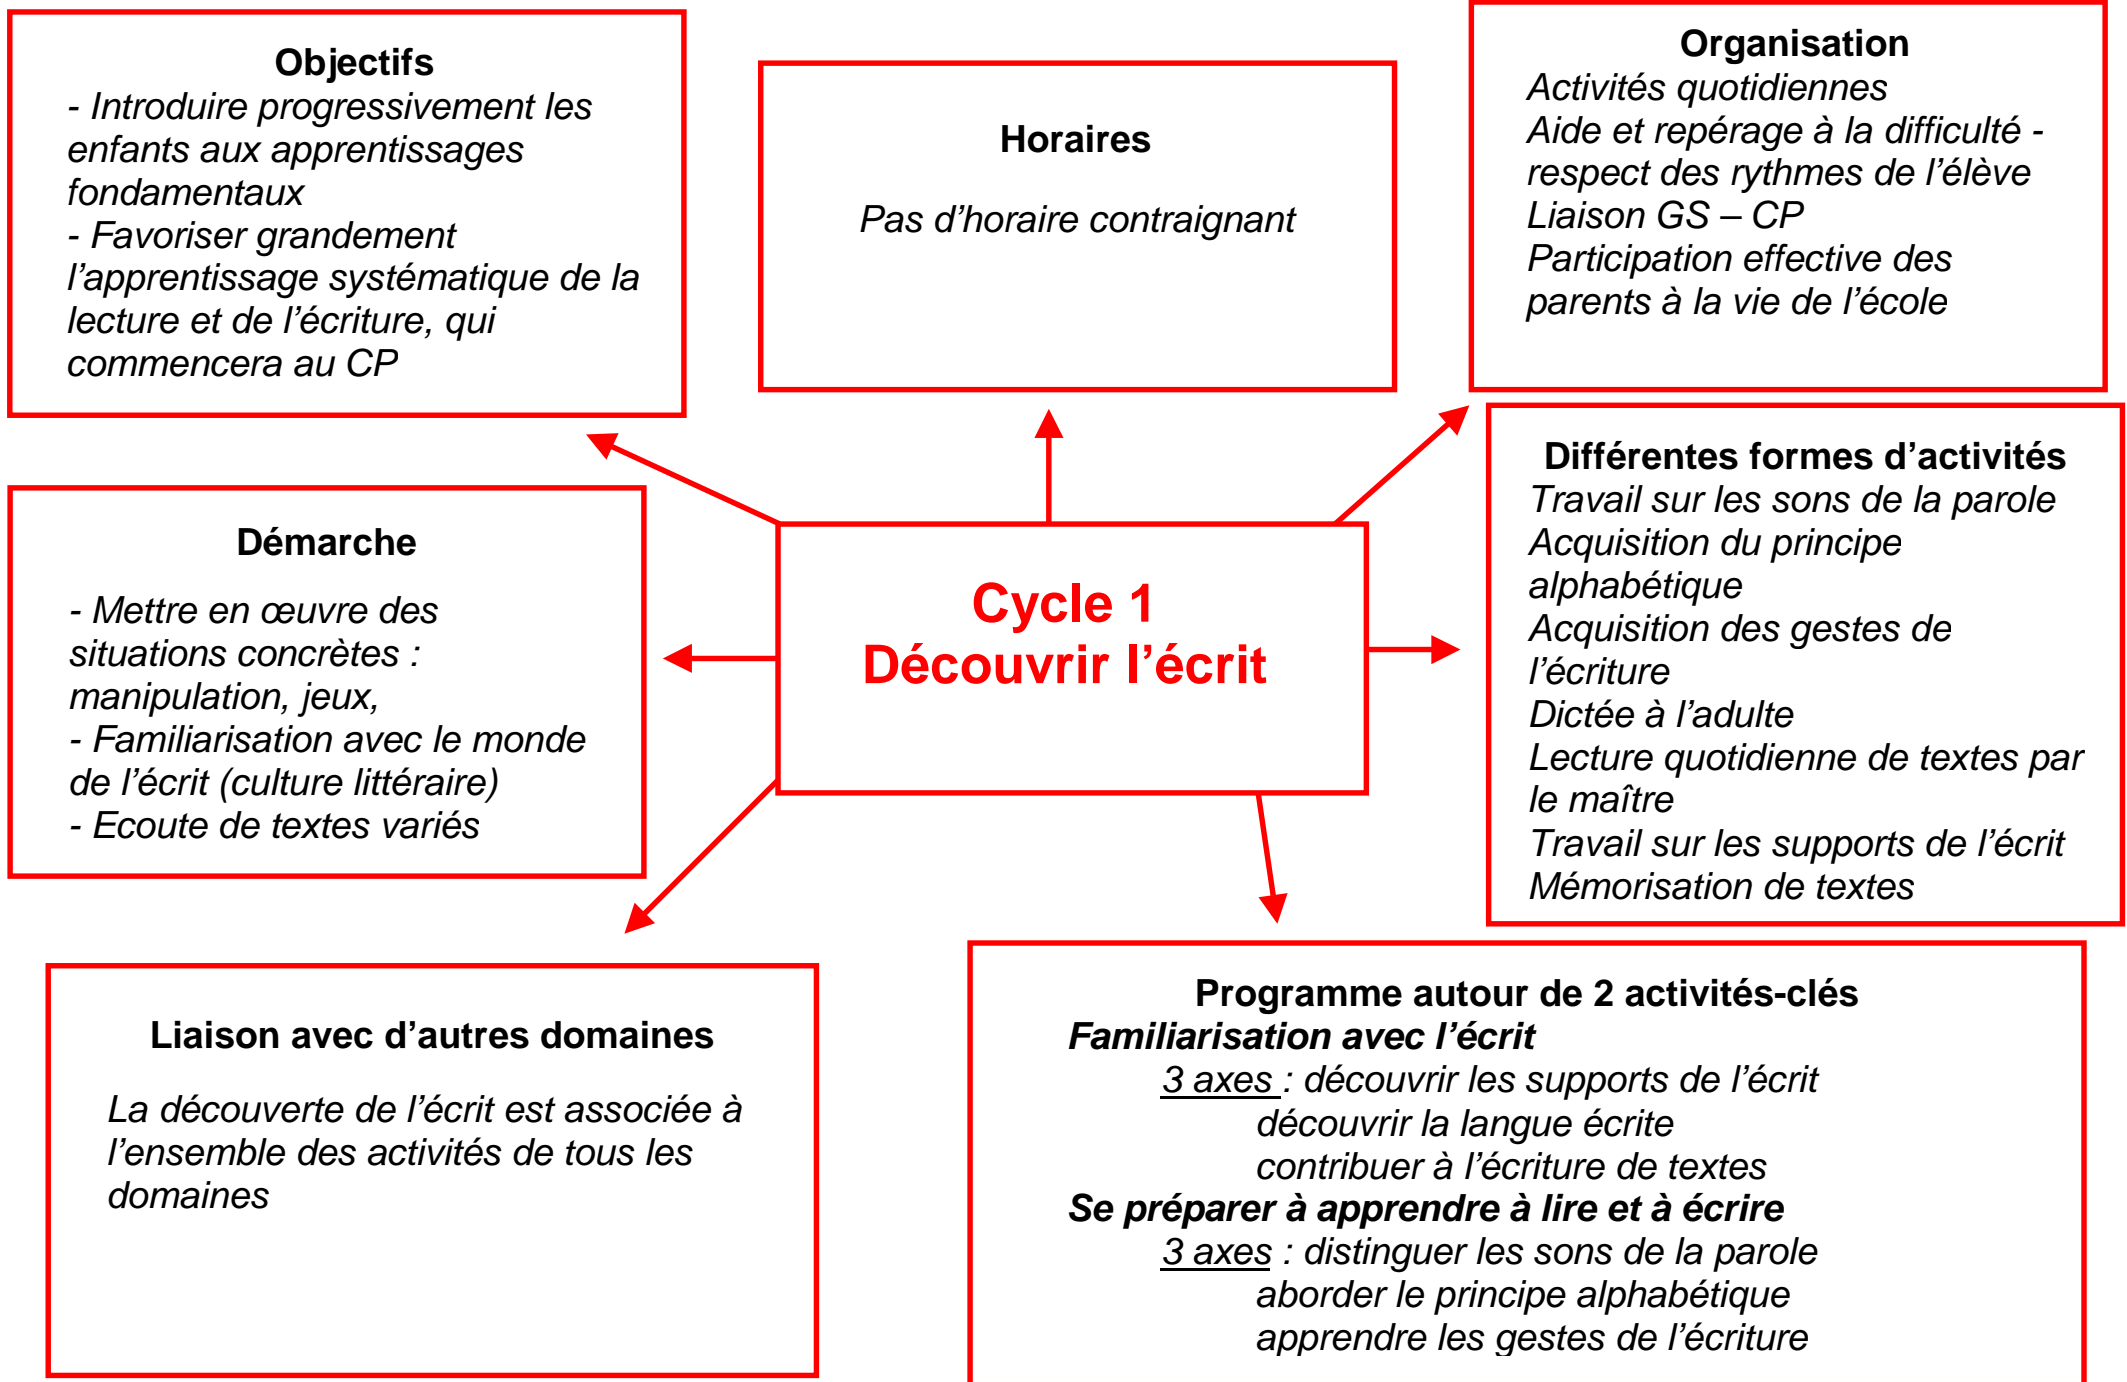 Objectifs
- Introduire progressivement les
enfants aux apprentissages
fondamentaux
- Favoriser grandement
l’apprentissage systématique de la
lecture et de l’écriture, qui
commencera au CP
Horaires
Pas d’horaire contraignant
Organisation
Activités quotidiennes
Aide et repérage à la difficulté -
respect des rythmes de l’élève
Liaison GS – CP
Participation effective des
parents à la vie de l’école
Démarche
- Mettre en œuvre des
situations concrètes :
manipulation, jeux,
- Familiarisation avec le monde
de l’écrit (culture littéraire)
- Ecoute de textes variés
Cycle 1
Découvrir l’écrit
Différentes formes d’activités
Travail sur les sons de la parole
Acquisition du principe
alphabétique
Acquisition des gestes de
l’écriture
Dictée à l’adulte
Lecture quotidienne de textes par
le maître
Travail sur les supports de l’écrit
Mémorisation de textes
Liaison avec d’autres domaines
La découverte de l’écrit est associée à
l’ensemble des activités de tous les
domaines
Programme autour de 2 activités-clés
Familiarisation avec l’écrit
3 axes : découvrir les supports de l’écrit
découvrir la langue écrite
contribuer à l’écriture de textes
Se préparer à apprendre à lire et à écrire
3 axes : distinguer les sons de la parole
aborder le principe alphabétique
apprendre les gestes de l’écriture